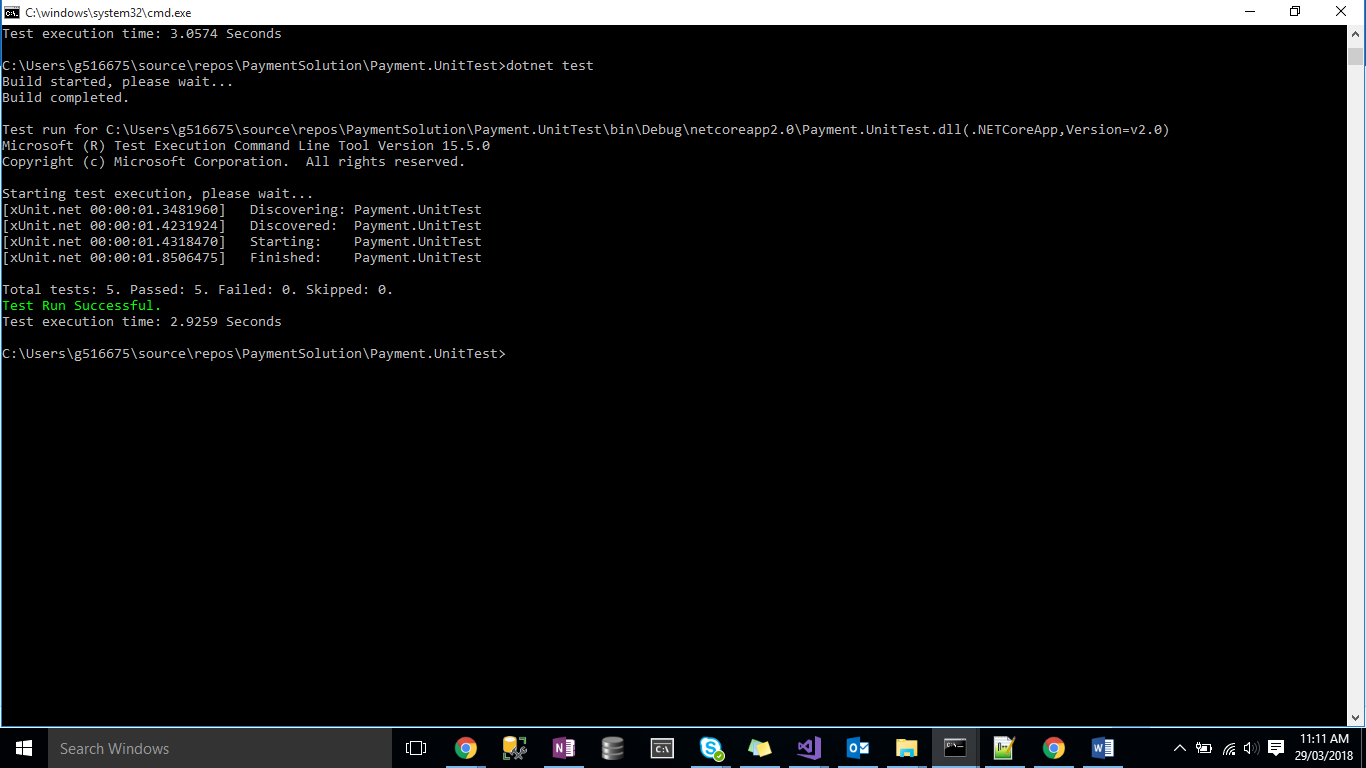 C:\windows\system32\cmd.exe
Test execution time: 3.0574 Seconds
C:\Users\g516675\source\repos\PaymentSolution\Payment.UnitTest>dotnet test
Build started, please wait...
Build completed.
Test run for C:\Users\g516675\source\repos\PaymentSolution\Payment.UnitTest\bin\Debug\netcoreapp2.0\Payment.UnitTest.dll(.NETCoreApp,Version=v2.0)
Microsoft (R) Test Execution Command Line Tool Version 15.5.0
Copyright (c) Microsoft Corporation.  All rights reserved.
Starting test execution, please wait...
[xUnit.net 00:00:01.3481960]   Discovering: Payment.UnitTest
[xUnit.net 00:00:01.4231924]   Discovered:  Payment.UnitTest
[xUnit.net 00:00:01.4318470]   Starting:    Payment.UnitTest
[xUnit.net 00:00:01.8506475]   Finished:    Payment.UnitTest
Total tests: 5. Passed: 5. Failed: 0. Skipped: 0.
Test Run Successful.
Test execution time: 2.9259 Seconds
C:\Users\g516675\source\repos\PaymentSolution\Payment.UnitTest>
Search Windows
11:11 AM
29/03/2018